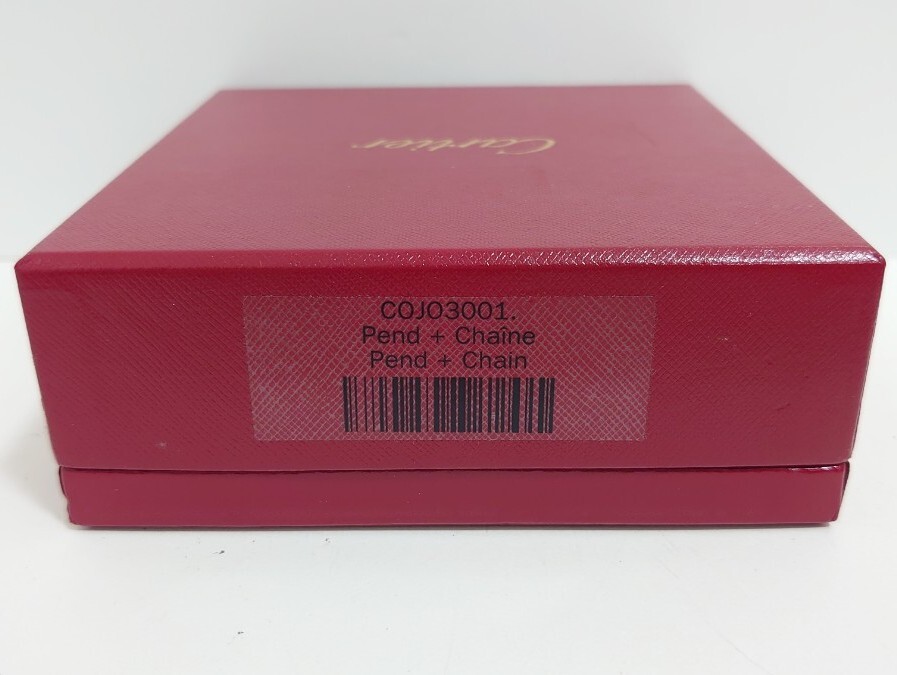 Cartier
COJO3001.
Pend + Chaîne
Pend + Chain